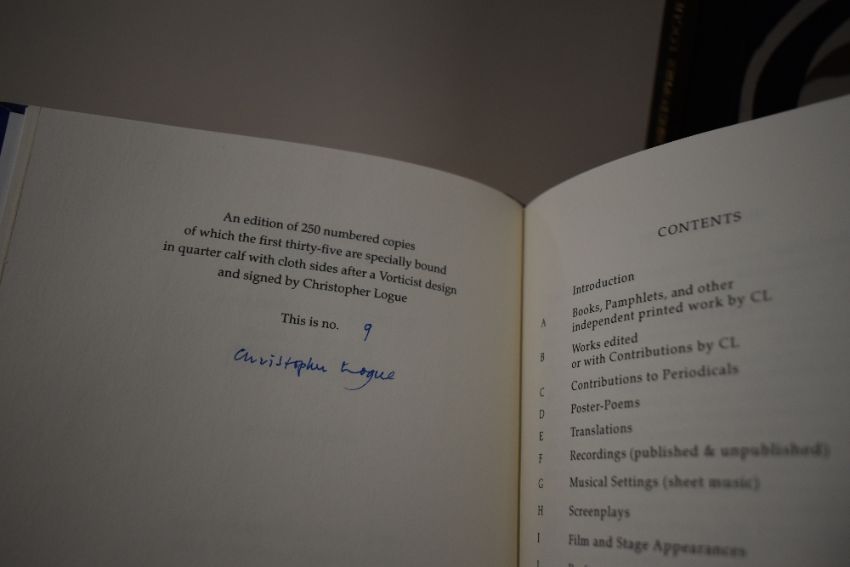 An edition of 250 numbered copies
of which the first thirty-five are specially bound
in quarter calf with cloth sides after a Vorticist design
and signed by Christopher Logue
This is no. 9
Christopher Logue
CONTENTS
Introduction
A Books, Pamphlets, and other
independent printed work by CL
B Works edited
or with Contributions by CL
C Contributions to Periodicals
D Poster-Poems
E Translations
F Recordings (published & unpublished)
G Musical Settings (sheet music)
H Screenplays
I Film and Stage Appearances